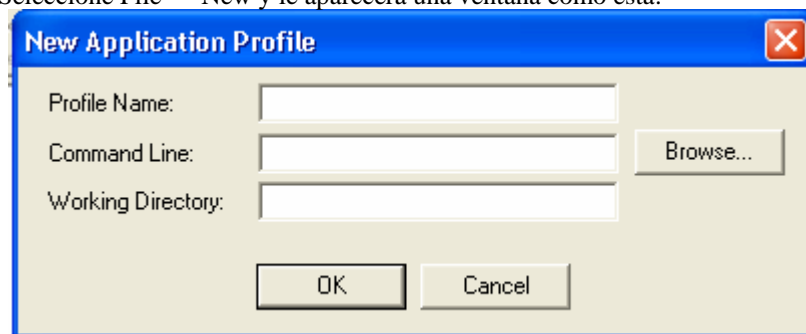 Seleccione File New y le aparecerá una ventana como esta:
New Application Profile
Profile Name:
Command Line:
Browse...
Working Directory:
OK
Cancel